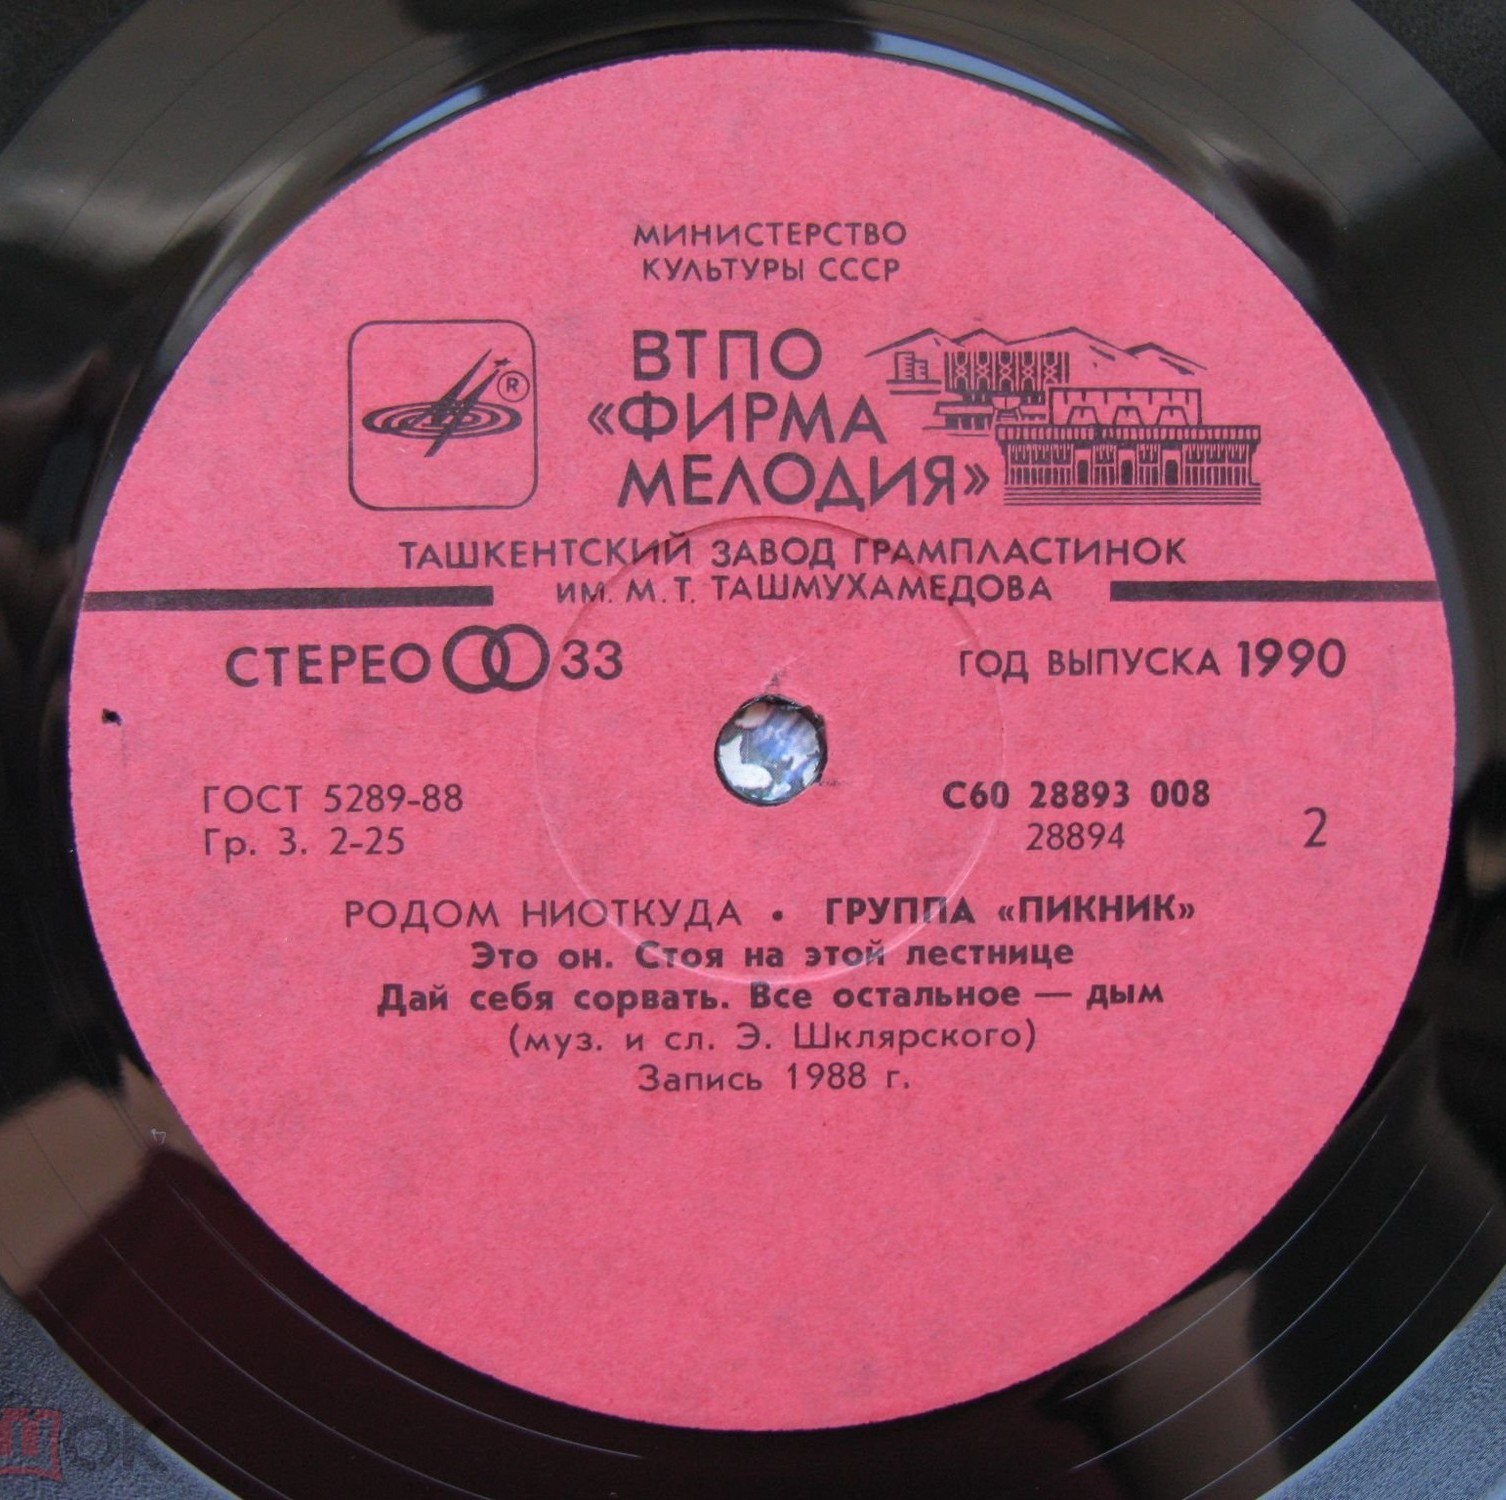 МИНИСТЕРСТВО
КУЛЬТУРЫ СССР
ВТПО
«ФИРМА
МЕЛОДИЯ»
®
ТАШКЕНТСКИЙ ЗАВОД ГРАМПЛАСТИНОК
ИМ. М. Т. ТАШМУХАМЕДОВА
СТЕРЕО 33
ГОД ВЫПУСКА 1990
ГОСТ 5289-88
Гр. 3. 2-25
С60 28893 008
28894
2
РОДОМ НИОТКУДА • ГРУППА «ПИКНИК»
Это он. Стоя на этой лестнице
Дай себя сорвать. Все остальное — дым
(муз. и сл. Э. Шклярского)
Запись 1988 г.